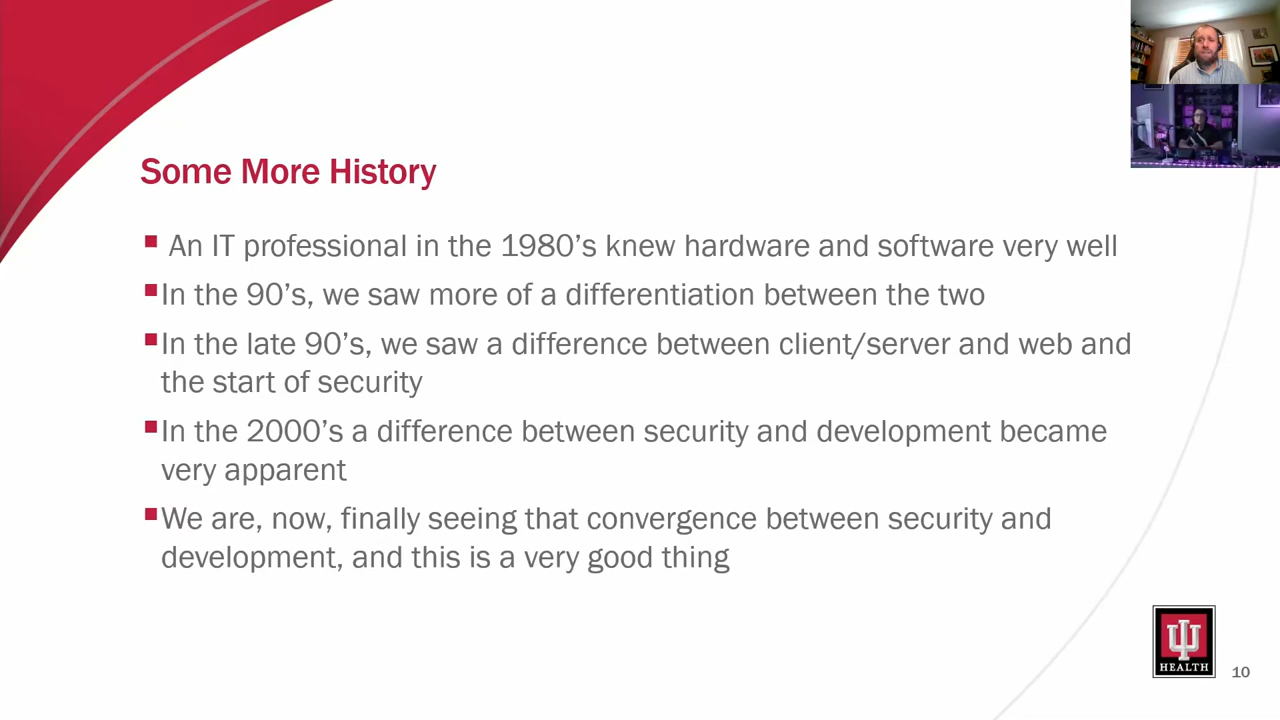 Some More History
An IT professional in the 1980’s knew hardware and software very well
In the 90’s, we saw more of a differentiation between the two
In the late 90’s, we saw a difference between client/server and web and
the start of security
In the 2000’s a difference between security and development became
very apparent
We are, now, finally seeing that convergence between security and
development, and this is a very good thing
HEALTH
10